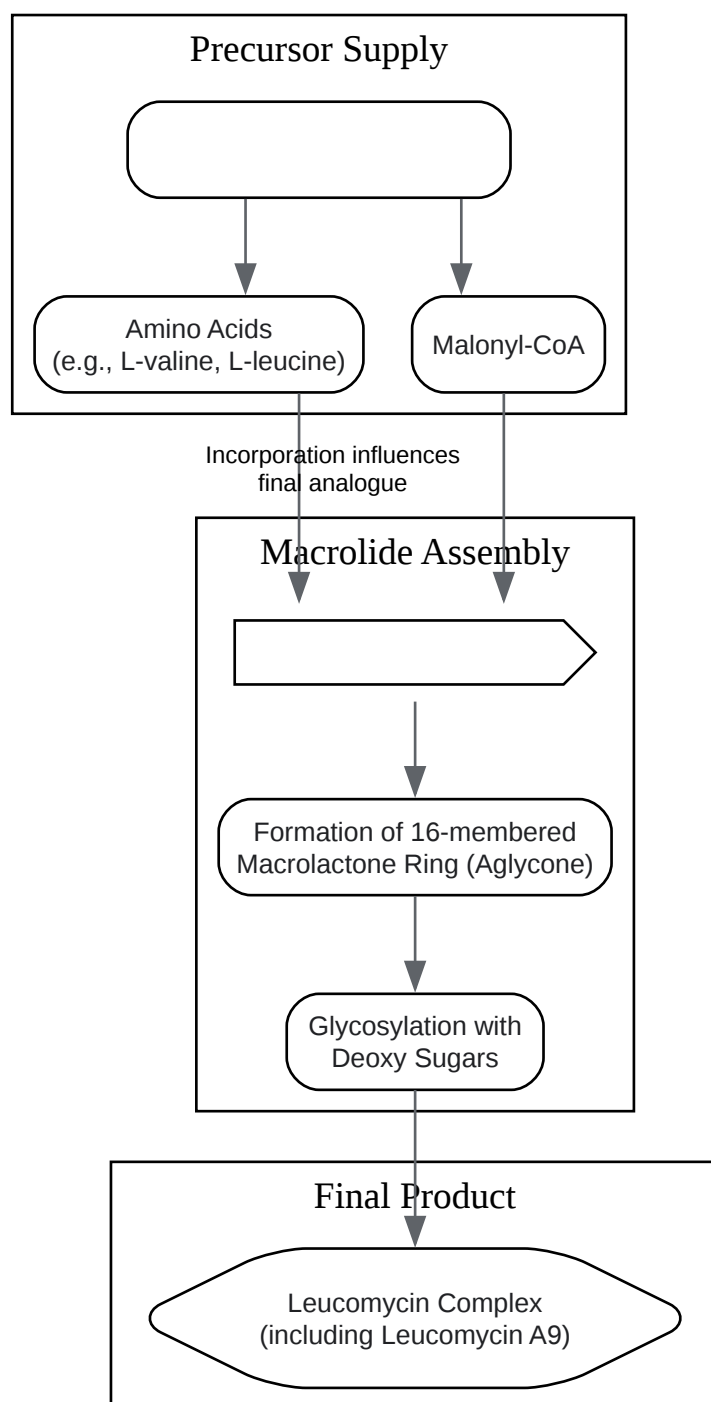 Precursor Supply
Amino Acids
(e.g., L-valine, L-leucine)
Malonyl-CoA
Incorporation influences
final analogue
Macrolide Assembly
Formation of 16-membered
Macrolactone Ring (Aglycone)
Glycosylation with
Deoxy Sugars
Final Product
Leucomycin Complex
(including Leucomycin A9)